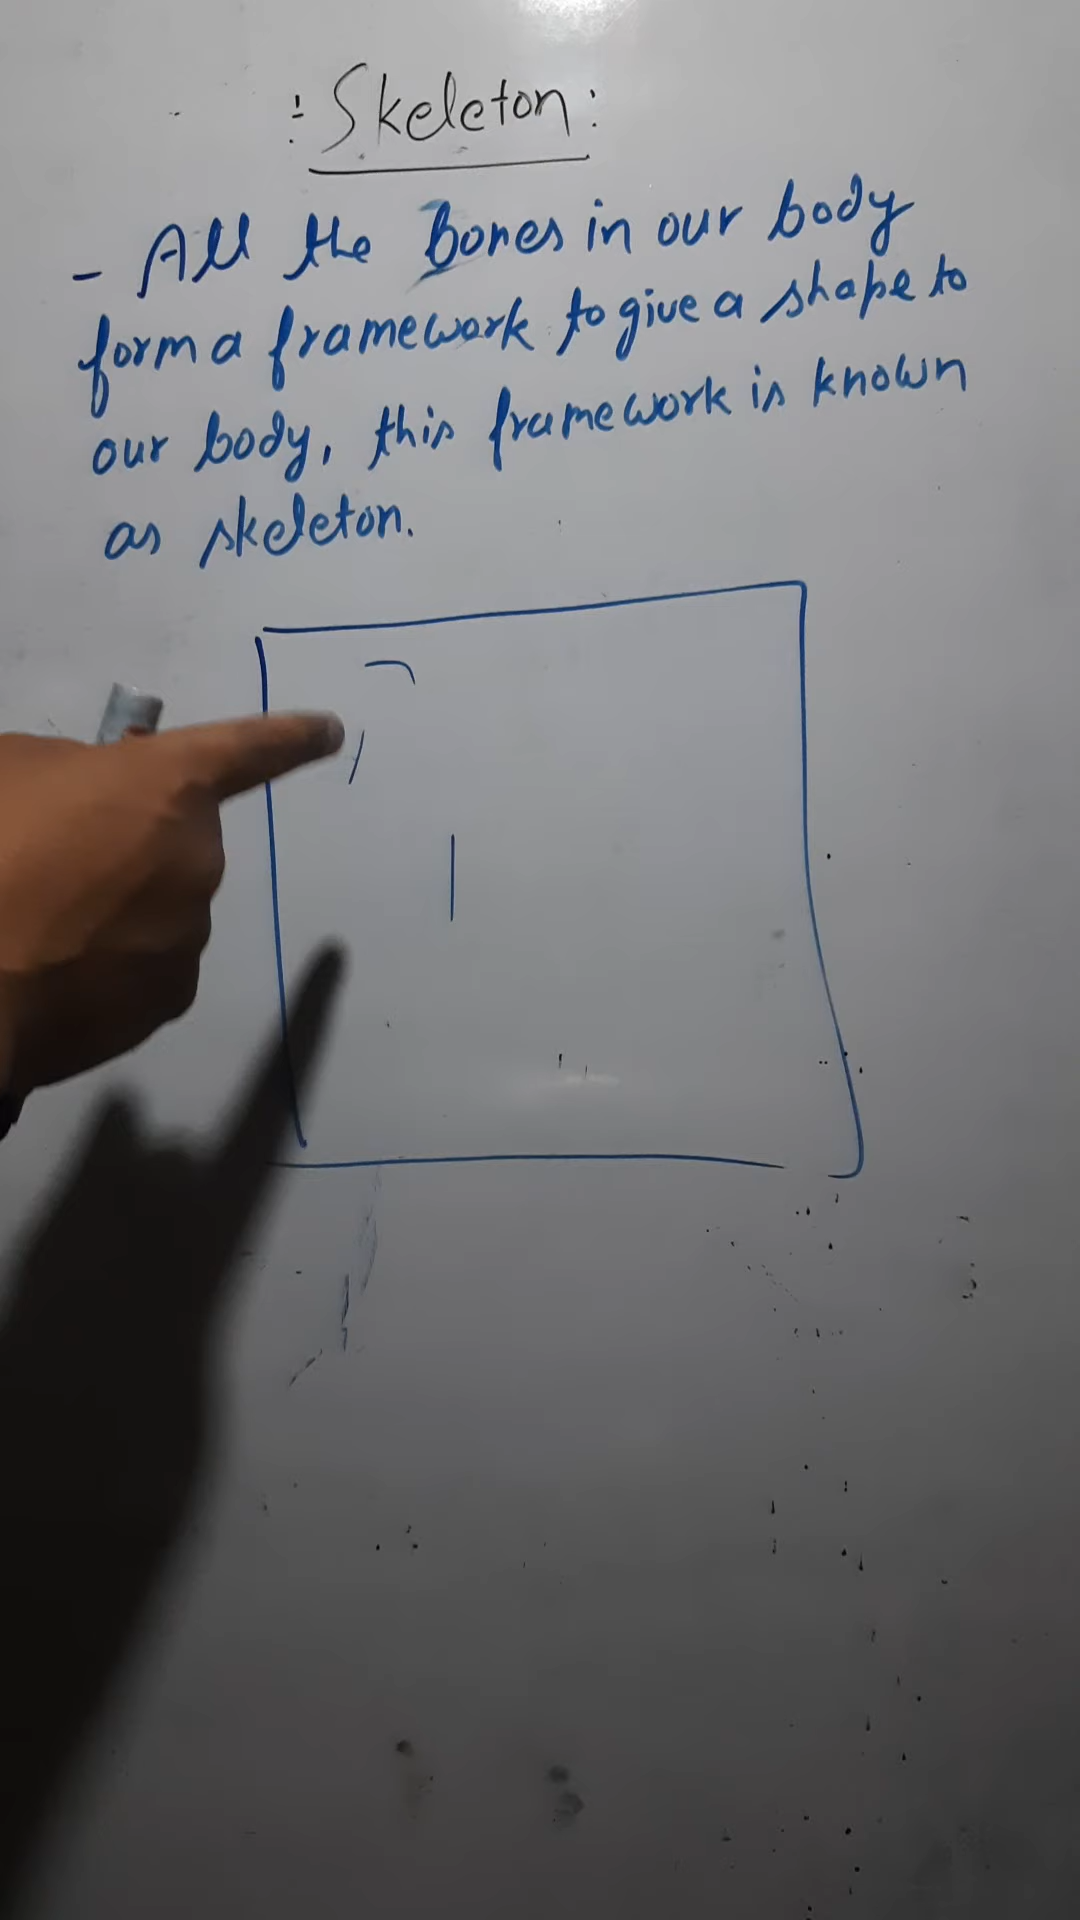 : Skeleton :
- All the Bones in our body
form a framework to give a shape to
our body, this framework is known
as skeleton.